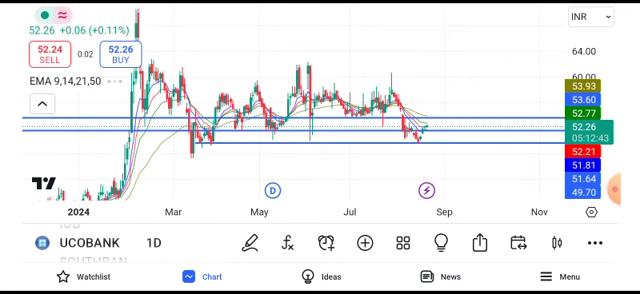 52.26 +0.06 (+0.11%)
52.24
SELL
0.02
52.26
BUY
EMA 9,14,21,50
INR
64.00
60.00
53.93
53.60
52.77
52.26
05:12:43
52.21
51.81
51.64
49.70
D
2024
Mar
May
Jul
Sep
Nov
UCOBANK
1D
Watchlist
Chart
Ideas
News
Menu